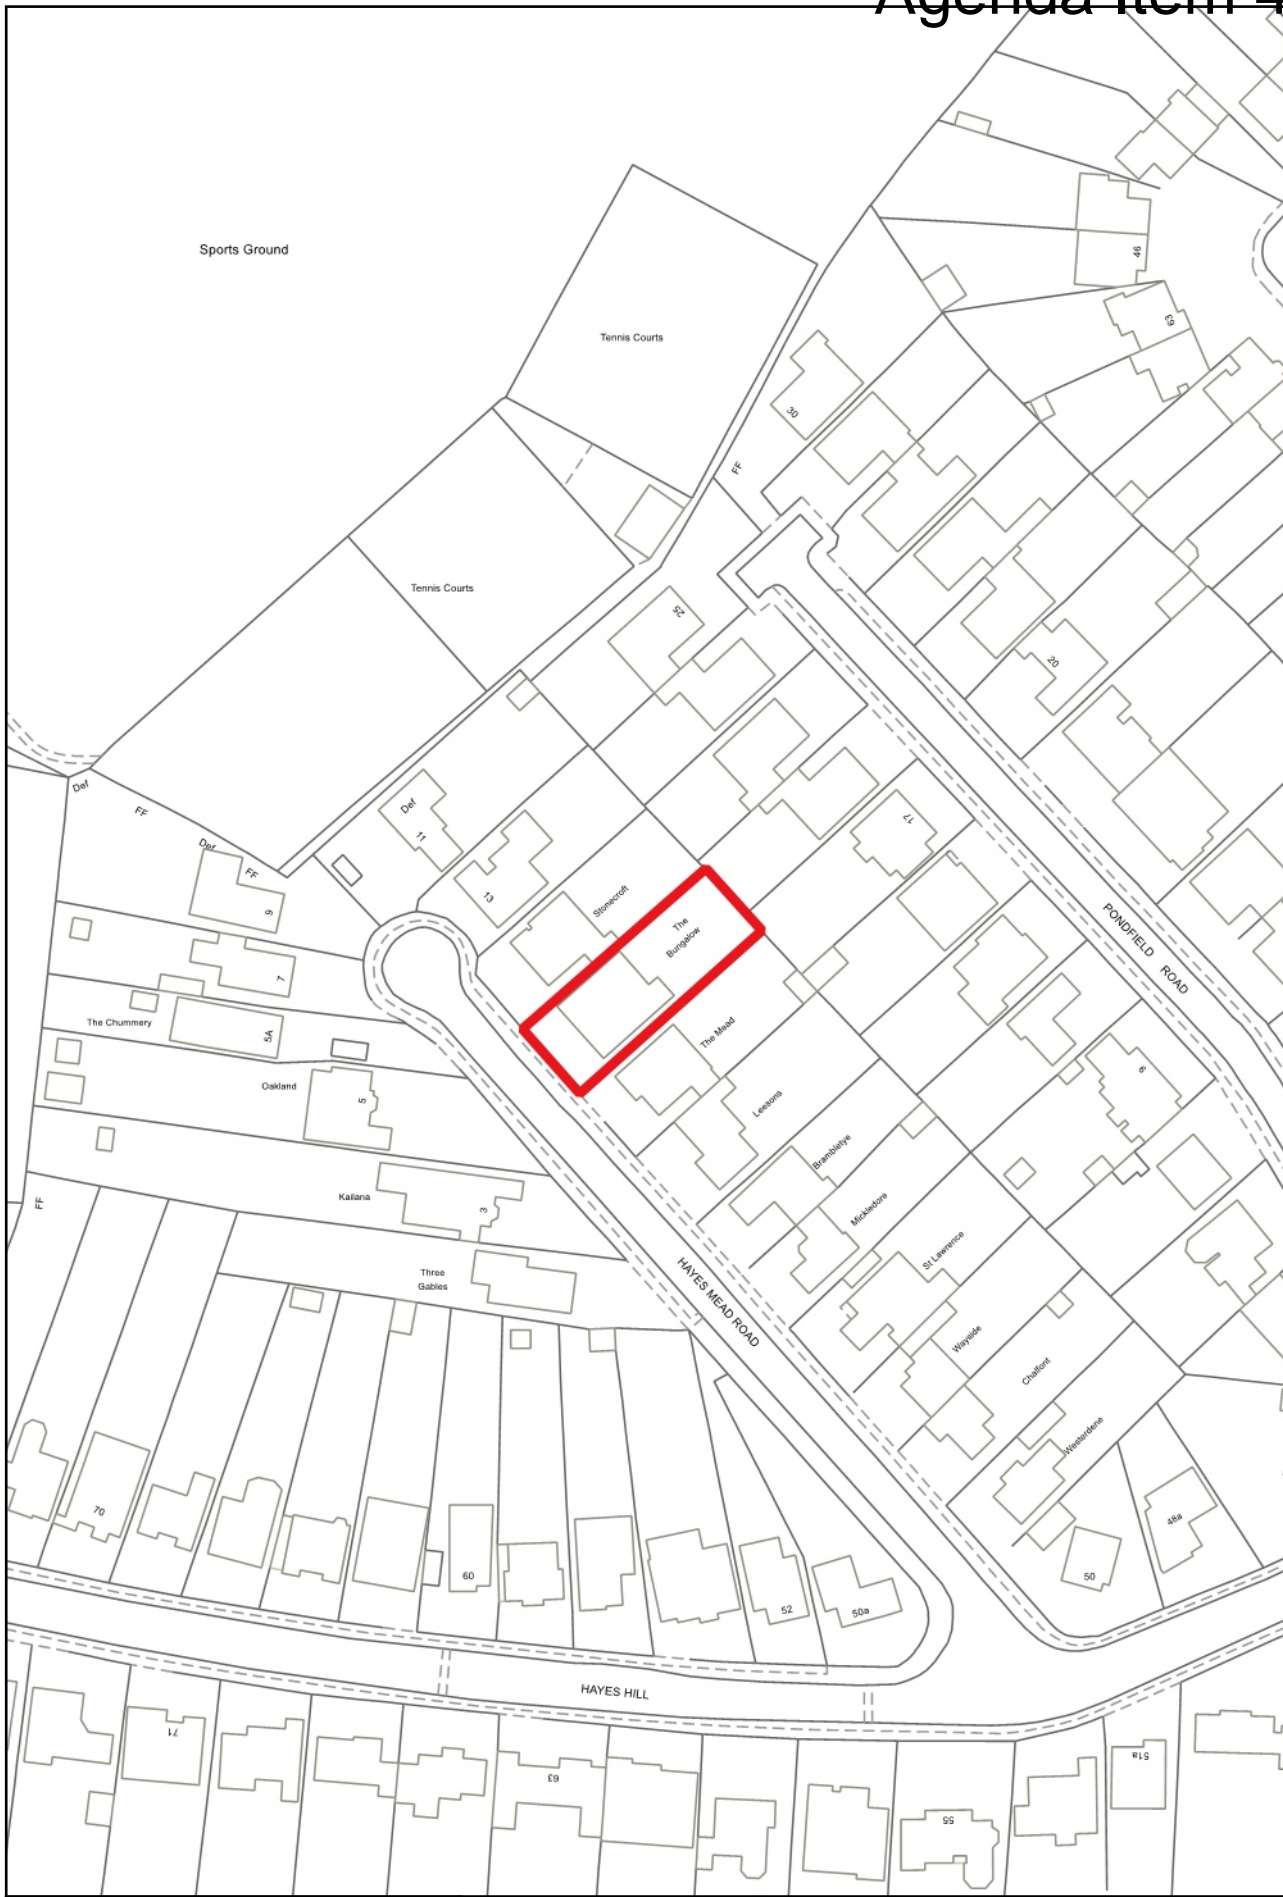 Agenda Item 4
Sports Ground
46
63
Tennis Courts
30
FF
Tennis Courts
25
20
Def
FF
Def
FF
Def
11
13
17
9
Stonecroft
The
Bungalow
PONDFIELD ROAD
7
The Chummery
5A
The Mead
Oakland
5
Leesons
6
Brambletye
FF
Kailana
3
Mickledore
St Lawrence
Three
Gables
HAYES MEAD ROAD
Wayside
Chalfont
Westerdene
70
60
52
50a
50
48a
HAYES HILL
71
63
55
51a